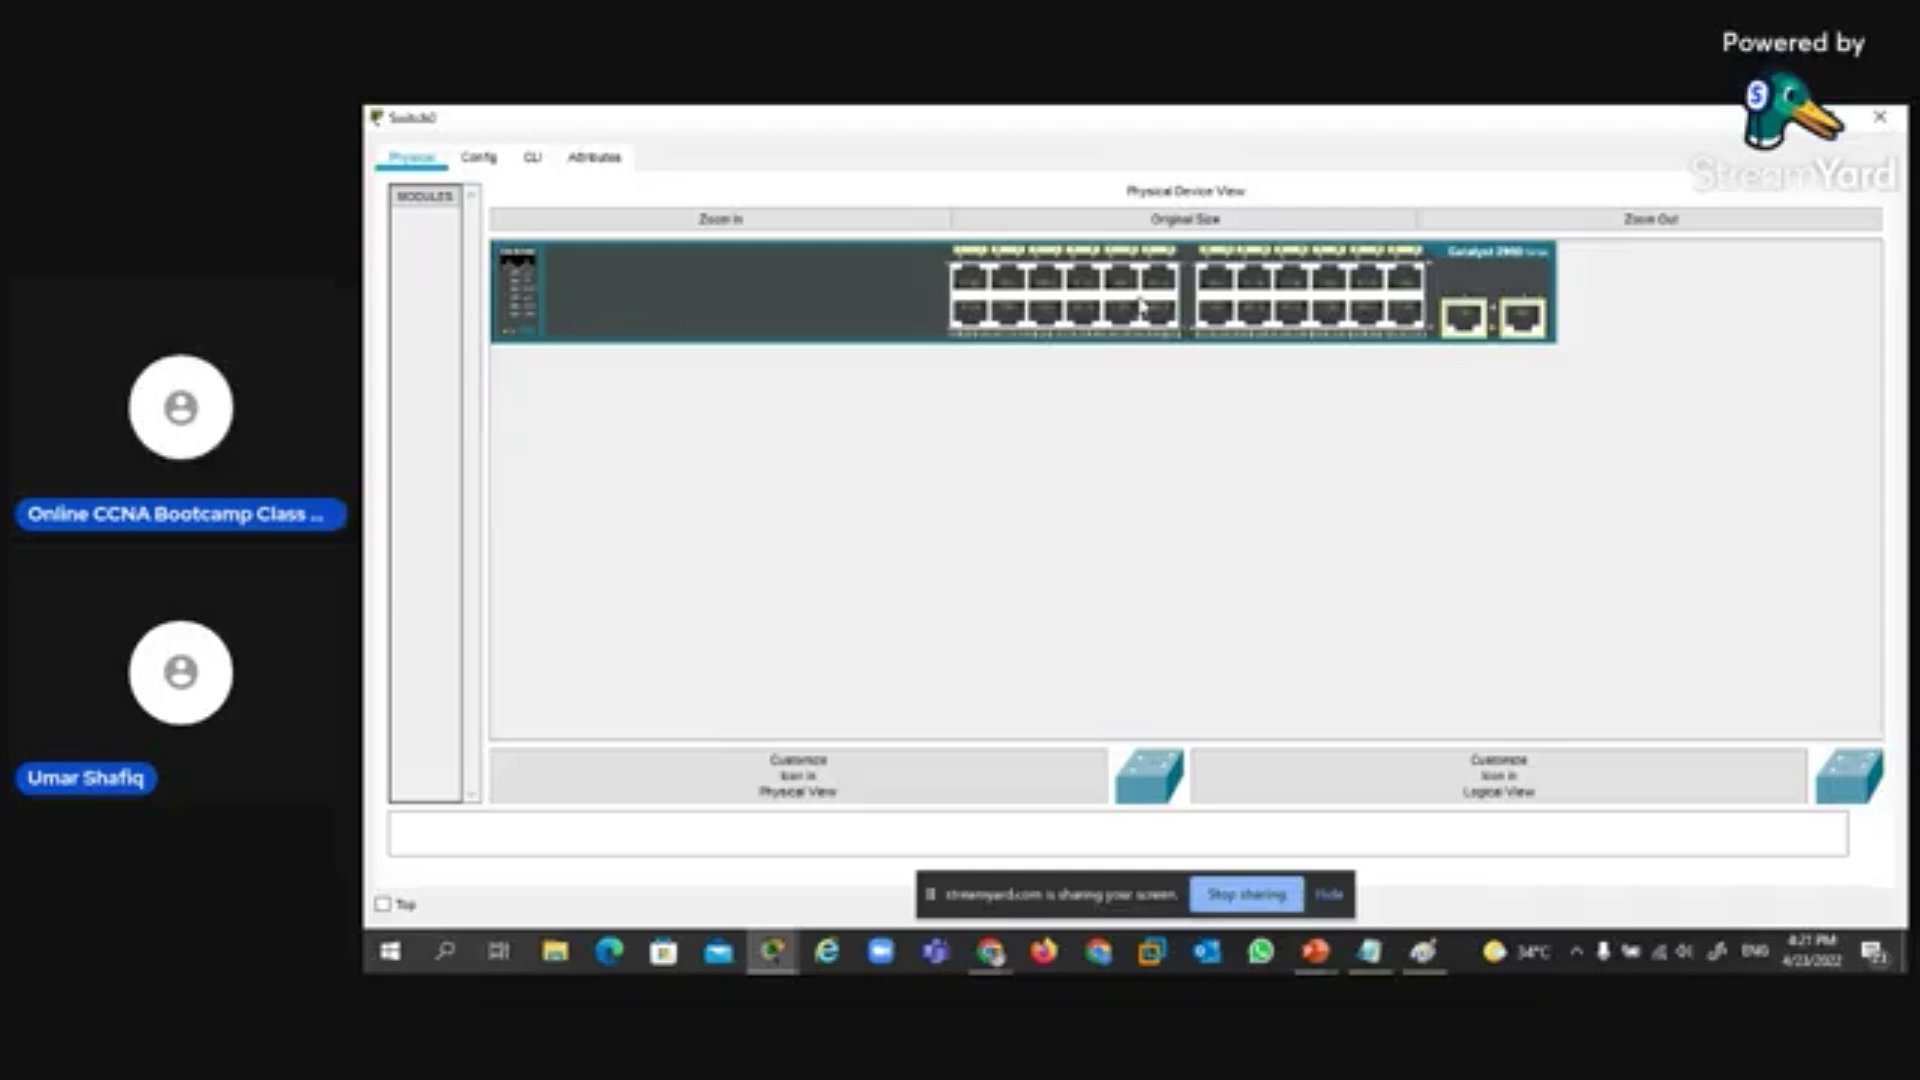 Powered by
StreamYard
Switch0
Physical Config CLI Attributes
MODULES
Physical Device View
Zoom In Original Size Zoom Out
Catalyst 2960 Series
Customize
Icon in
Physical View
Customize
Icon in
Logical View
Online CCNA Bootcamp Class ...
Umar Shafiq
streamyard.com is sharing your screen.
Stop sharing
Hide
Top
34°C
ENG
4:21 PM
4/23/2022